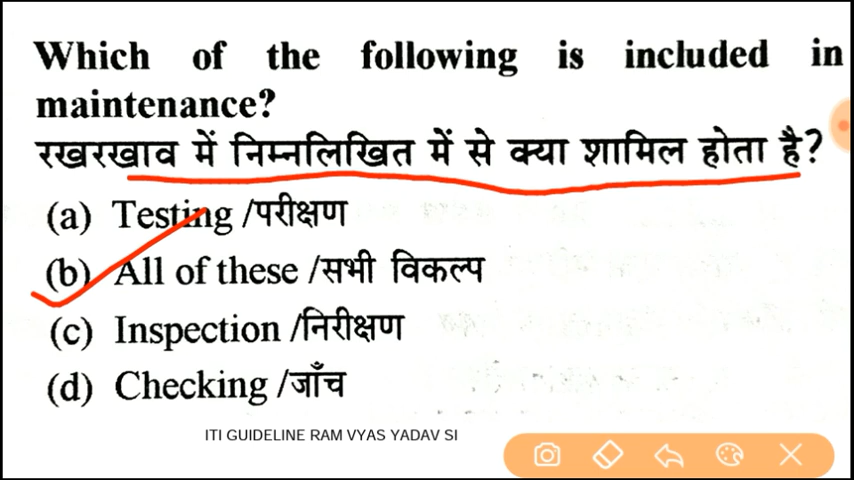 Which of the following is included in
maintenance?
रखरखाव में निम्नलिखित में से क्या शामिल होता है?
(a) Testing /परीक्षण
(b) All of these /सभी विकल्प
(c) Inspection /निरीक्षण
(d) Checking /जाँच
ITI GUIDELINE RAM VYAS YADAV SI